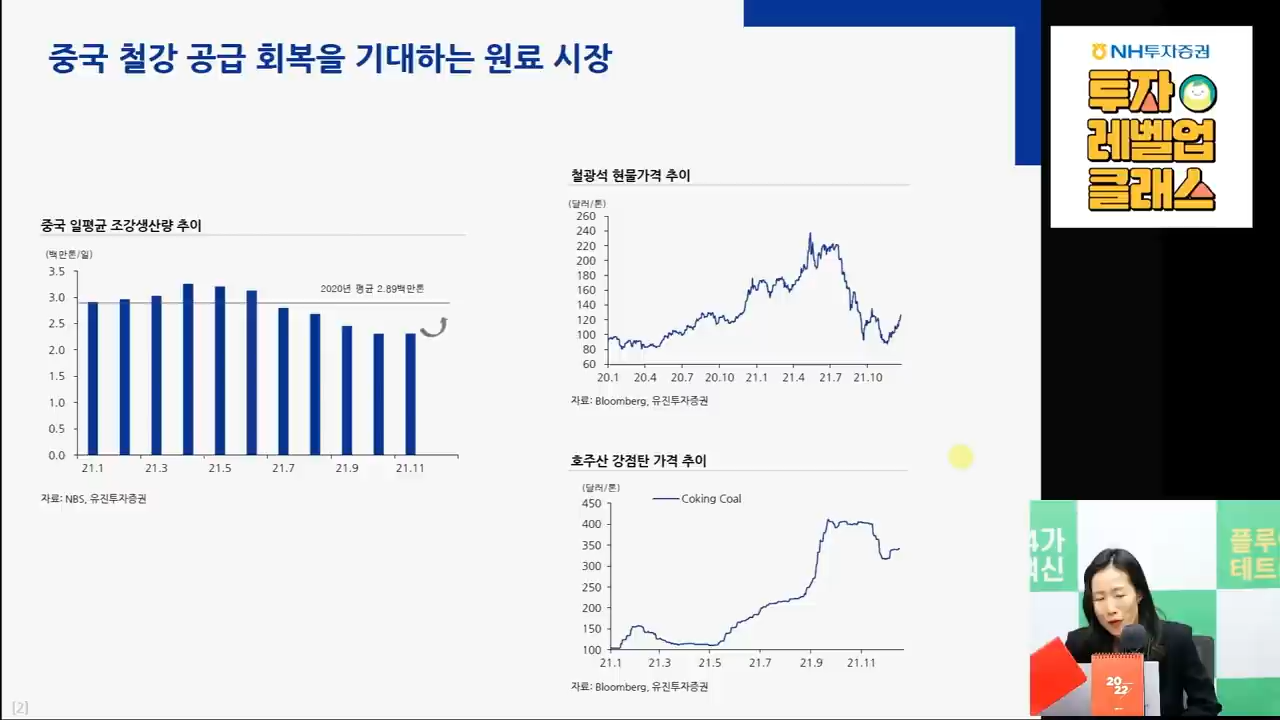 중국 철강 공급 회복을 기대하는 원료 시장
중국 일평균 조강생산량 추이
(백만톤/일)
3.5
3.0
2.5
2.0
1.5
1.0
0.5
0.0
2020년 평균 2.89백만톤
21.1 21.3 21.5 21.7 21.9 21.11
자료: NBS, 유진투자증권
철광석 현물가격 추이
(달러/톤)
260
240
220
200
180
160
140
120
100
80
60
20.1 20.4 20.7 20.10 21.1 21.4 21.7 21.10
자료: Bloomberg, 유진투자증권
호주산 강점탄 가격 추이
(달러/톤)
Coking Coal
450
400
350
300
250
200
150
100
21.1 21.3 21.5 21.7 21.9 21.11
자료: Bloomberg, 유진투자증권
[2]
NH투자증권
투자
레벨업
클래스
4가
혁신
플루
테트
20
22